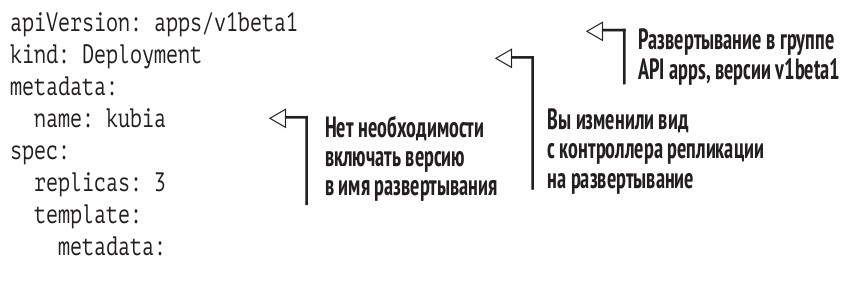 apiVersion: apps/v1beta1
kind: Deployment
metadata:
  name: kubia
spec:
  replicas: 3
  template:
    metadata:
Развертывание в группе
API apps, версии v1beta1
Вы изменили вид
с контроллера репликации
на развертывание
Нет необходимости
включать версию
в имя развертывания